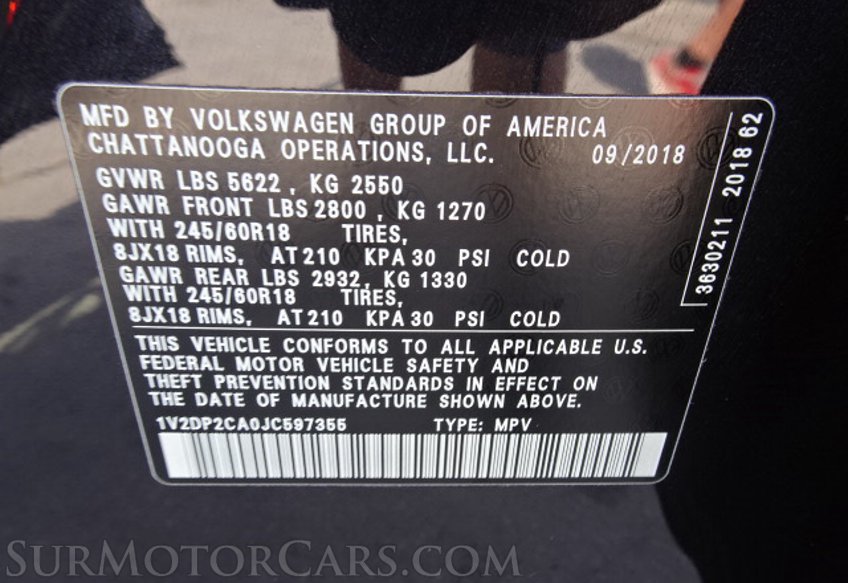 MFD BY VOLKSWAGEN GROUP OF AMERICA
CHATTANOOGA OPERATIONS, LLC. 09/2018
GVWR LBS 5622 , KG 2550
GAWR FRONT LBS 2800 , KG 1270
WITH 245/60R18 TIRES,
8JX18 RIMS, AT 210 KPA 30 PSI COLD
GAWR REAR LBS 2932, KG 1330
WITH 245/60R18 TIRES,
8JX18 RIMS, AT 210 KPA 30 PSI COLD
THIS VEHICLE CONFORMS TO ALL APPLICABLE U.S.
FEDERAL MOTOR VEHICLE SAFETY AND
THEFT PREVENTION STANDARDS IN EFFECT ON
THE DATE OF MANUFACTURE SHOWN ABOVE.
1V2DP2CA0JC597355 TYPE: MPV
3630211 2018 62
SURMOTORCARS.COM